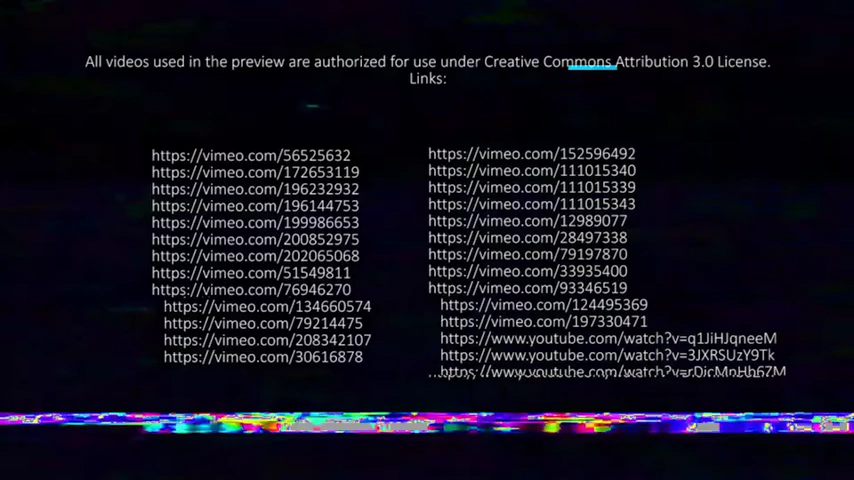 All videos used in the preview are authorized for use under Creative Commons Attribution 3.0 License.
Links:
https://vimeo.com/56525632
https://vimeo.com/172653119
https://vimeo.com/196232932
https://vimeo.com/196144753
https://vimeo.com/199986653
https://vimeo.com/200852975
https://vimeo.com/202065068
https://vimeo.com/51549811
https://vimeo.com/76946270
https://vimeo.com/134660574
https://vimeo.com/79214475
https://vimeo.com/208342107
https://vimeo.com/30616878
https://vimeo.com/152596492
https://vimeo.com/111015340
https://vimeo.com/111015339
https://vimeo.com/111015343
https://vimeo.com/12989077
https://vimeo.com/28497338
https://vimeo.com/79197870
https://vimeo.com/33935400
https://vimeo.com/93346519
https://vimeo.com/124495369
https://vimeo.com/197330471
https://www.youtube.com/watch?v=q1JiHJqneeM
https://www.youtube.com/watch?v=3JXRSUzY9Tk